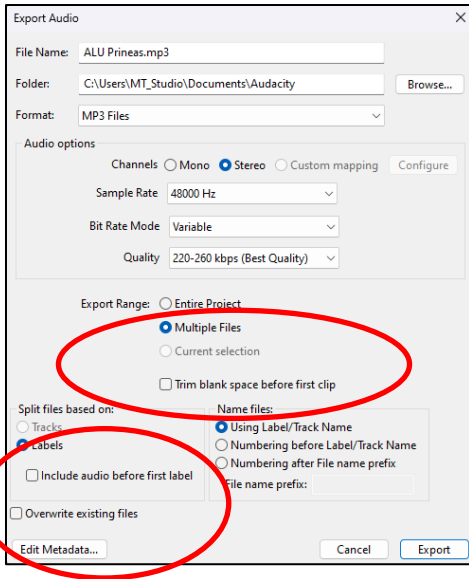 Export Audio
File Name: ALU Prineas.mp3
Folder: C:\Users\MT_Studio\Documents\Audacity Browse...
Format: MP3 Files
Audio options
Channels Mono Stereo Custom mapping Configure
Sample Rate 48000 Hz
Bit Rate Mode Variable
Quality 220-260 kbps (Best Quality)
Export Range: Entire Project
Multiple Files
Current selection
Trim blank space before first clip
Split files based on: Name files:
Tracks Using Label/Track Name
Labels Numbering before Label/Track Name
Numbering after File name prefix
Include audio before first label File name prefix:
Overwrite existing files
Edit Metadata... Cancel Export